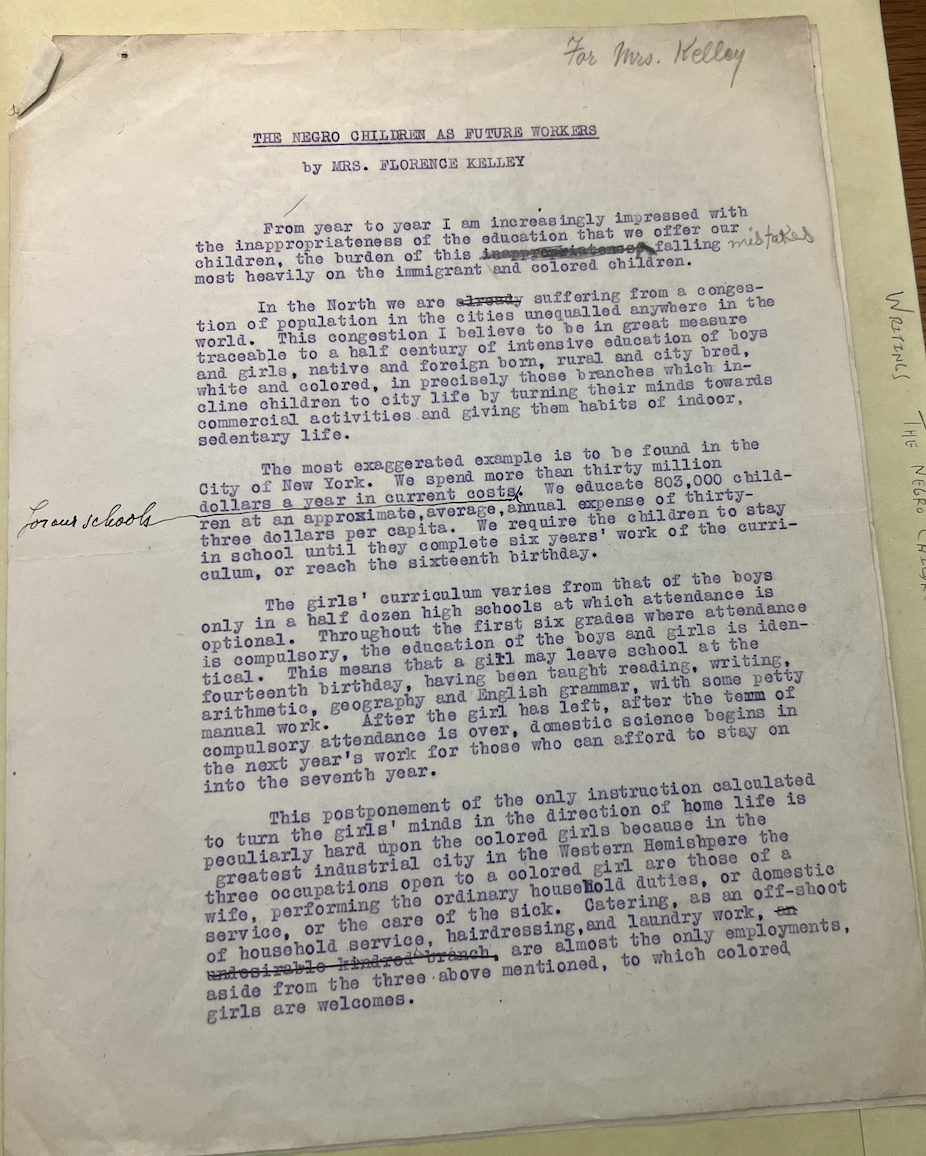 For Mrs. Kelley
THE NEGRO CHILDREN AS FUTURE WORKERS
by MRS. FLORENCE KELLEY
From year to year I am increasingly impressed with
the inappropriateness of the education that we offer our
children, the burden of this inappropriateness falling mistakes
most heavily on the immigrant and colored children.
In the North we are already suffering from a conges-
tion of population in the cities unequalled anywhere in the
world. This congestion I believe to be in great measure
traceable to a half century of intensive education of boys
and girls, native and foreign born, rural and city bred,
white and colored, in precisely those branches which in-
cline children to city life by turning their minds towards
commercial activities and giving them habits of indoor,
sedentary life.
The most exaggerated example is to be found in the
City of New York. We spend more than thirty million
dollars a year in current costs. We educate 803,000 child-
for our schools
ren at an approximate, average, annual expense of thirty-
three dollars per capita. We require the children to stay
in school until they complete six years' work of the curri-
culum, or reach the sixteenth birthday.
The girls' curriculum varies from that of the boys
only in a half dozen high schools at which attendance is
optional. Throughout the first six grades where attendance
is compulsory, the education of the boys and girls is iden-
tical. This means that a girl may leave school at the
fourteenth birthday, having been taught reading, writing,
arithmetic, geography and English grammar, with some petty
manual work. After the girl has left, after the term of
compulsory attendance is over, domestic science begins in
the next year's work for those who can afford to stay on
into the seventh year.
This postponement of the only instruction calculated
to turn the girls' minds in the direction of home life is
peculiarly hard upon the colored girls because in the
greatest industrial city in the Western Hemishpere the
three occupations open to a colored girl are those of a
wife, performing the ordinary household duties, or domestic
service, or the care of the sick. Catering, as an off-shoot
of household service, hairdressing, and laundry work, an
undesirable kindred branch, are almost the only employments,
aside from the three above mentioned, to which colored
girls are welcomes.
WRITINGS
THE NEGRO CHILDR